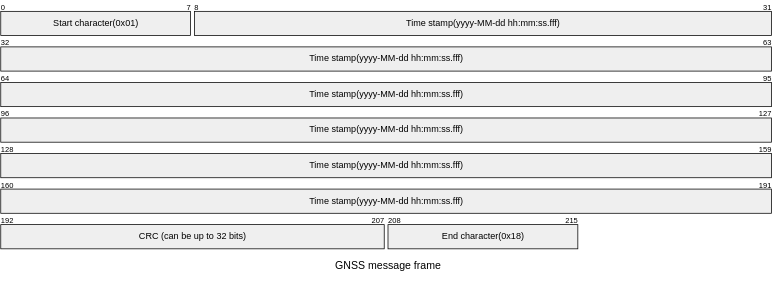 0 7 8 31
Start character(0x01) Time stamp(yyyy-MM-dd hh:mm:ss.fff)
32 63
Time stamp(yyyy-MM-dd hh:mm:ss.fff)
64 95
Time stamp(yyyy-MM-dd hh:mm:ss.fff)
96 127
Time stamp(yyyy-MM-dd hh:mm:ss.fff)
128 159
Time stamp(yyyy-MM-dd hh:mm:ss.fff)
160 191
Time stamp(yyyy-MM-dd hh:mm:ss.fff)
192 207 208 215
CRC (can be up to 32 bits) End character(0x18)
GNSS message frame